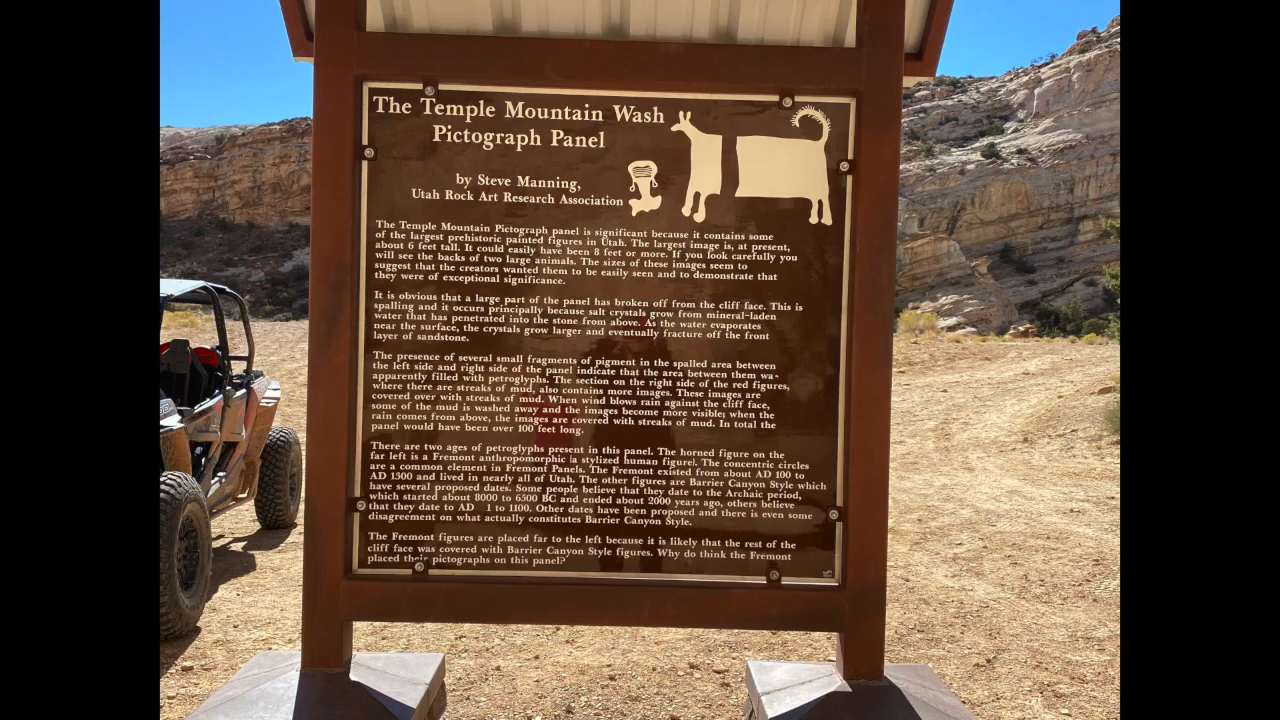 The Temple Mountain Wash
Pictograph Panel
by Steve Manning,
Utah Rock Art Research Association
The Temple Mountain Pictograph panel is significant because it contains some
of the largest prehistoric painted figures in Utah. The largest image is, at present,
about 6 feet tall. It could easily have been 8 feet or more. If you look carefully you
will see the backs of two large animals. The sizes of these images seem to
suggest that the creators wanted them to be easily seen and to demonstrate that
they were of exceptional significance.
It is obvious that a large part of the panel has broken off from the cliff face. This is
spalling and it occurs principally because salt crystals grow from mineral-laden
water that has penetrated into the stone from above. As the water evaporates
near the surface, the crystals grow larger and eventually fracture off the front
layer of sandstone.
The presence of several small fragments of pigment in the spalled area between
the left side and right side of the panel indicate that the area between them wa-
apparently filled with petroglyphs. The section on the right side of the red figures,
where there are streaks of mud, also contains more images. These images are
covered over with streaks of mud. When wind blows rain against the cliff face,
some of the mud is washed away and the images become more visible; when the
rain comes from above, the images are covered with streaks of mud. In total the
panel would have been over 100 feet long.
There are two ages of petroglyphs present in this panel. The horned figure on the
far left is a Fremont anthropomorphic (a stylized human figure). The concentric circles
are a common element in Fremont Panels. The Fremont existed from about AD 100 to
AD 1300 and lived in nearly all of Utah. The other figures are Barrier Canyon Style which
have several proposed dates. Some people believe that they date to the Archaic period,
which started about 8000 to 6500 BC and ended about 2000 years ago, others believe
that they date to AD 1 to 1100. Other dates have been proposed and there is even some
disagreement on what actually constitutes Barrier Canyon Style.
The Fremont figures are placed far to the left because it is likely that the rest of the
cliff face was covered with Barrier Canyon Style figures. Why do think the Fremont
placed their pictographs on this panel?